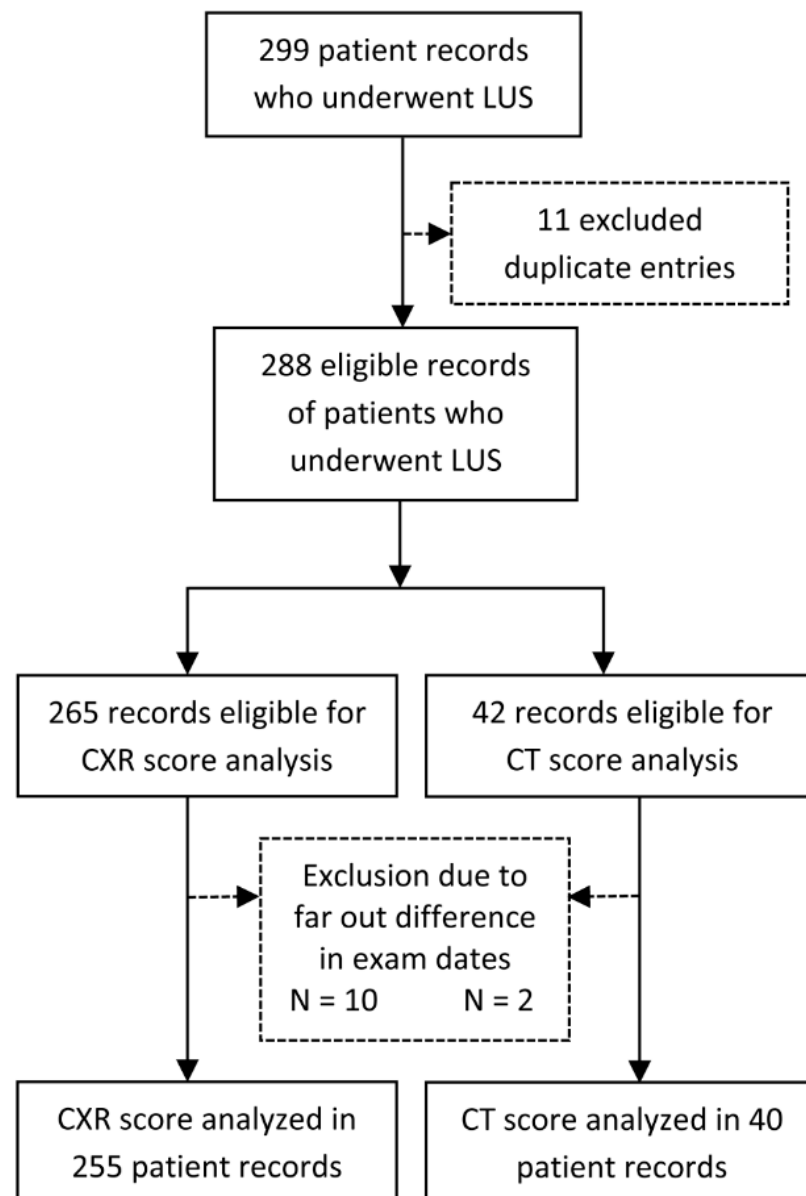 299 patient records
who underwent LUS
11 excluded
duplicate entries
288 eligible records
of patients who
underwent LUS
265 records eligible for
CXR score analysis
42 records eligible for
CT score analysis
Exclusion due to
far out difference
in exam dates
N = 10 N = 2
CXR score analyzed in
255 patient records
CT score analyzed in 40
patient records